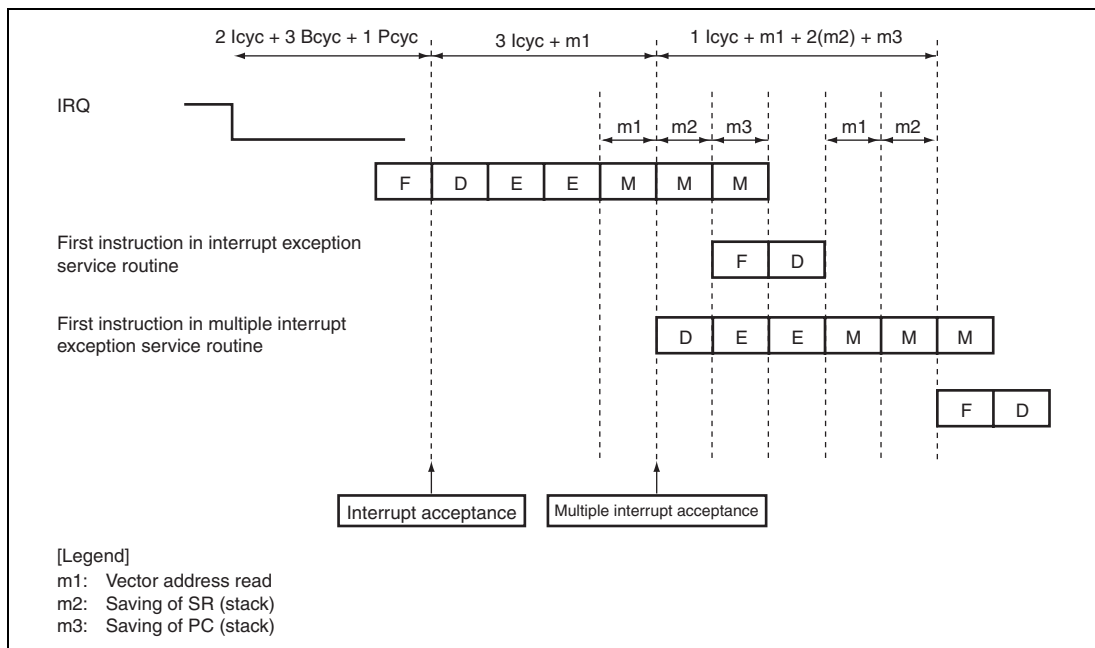 2 Icyc + 3 Bcyc + 1 Pcyc 3 Icyc + m1 1 Icyc + m1 + 2(m2) + m3
IRQ
m1 m2 m3 m1 m2
F D E E M M M
First instruction in interrupt exception
service routine
F D
First instruction in multiple interrupt
exception service routine
D E E M M M
F D
Interrupt acceptance Multiple interrupt acceptance
[Legend]
m1: Vector address read
m2: Saving of SR (stack)
m3: Saving of PC (stack)